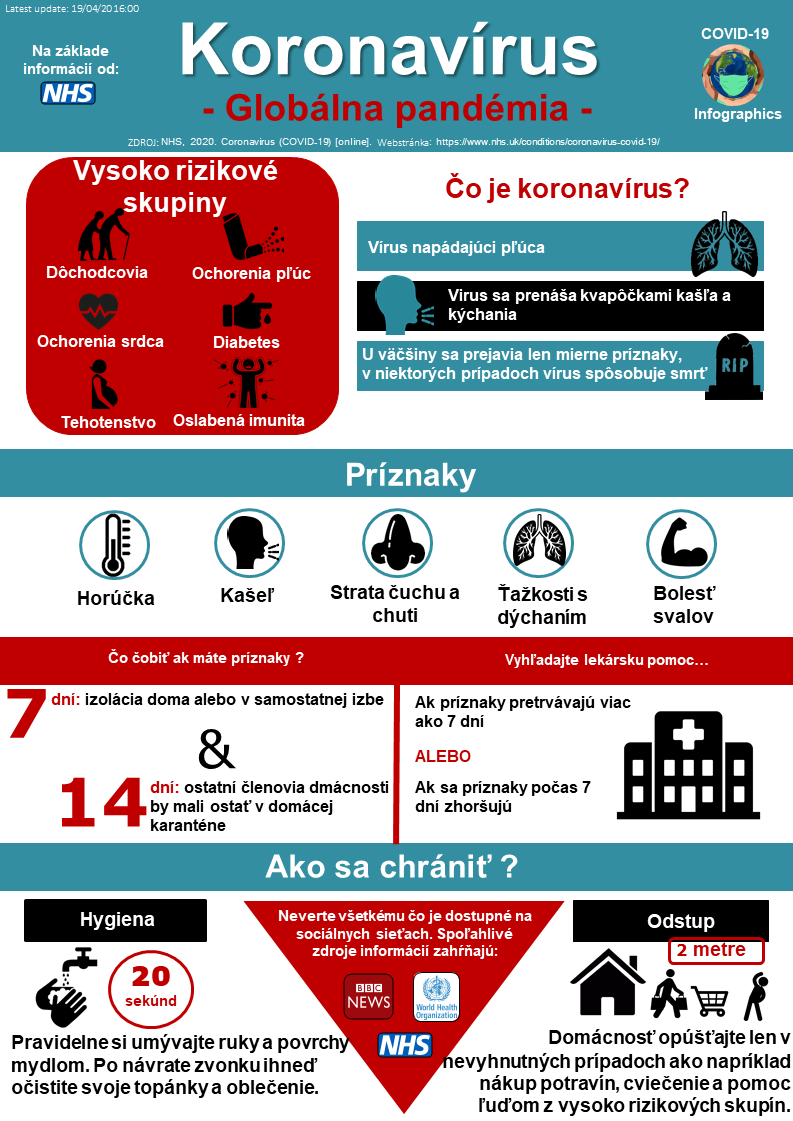 Latest update: 19/04/2016:00
Na základe
informácií od:
NHS
Koronavírus
- Globálna pandémia -
COVID-19
Infographics
ZDROJ: NHS, 2020. Coronavirus (COVID-19) [online]. Webstránka: https://www.nhs.uk/conditions/coronavirus-covid-19/
Vysoko rizikové
skupiny
Dôchodcovia
Ochorenia pľúc
Ochorenia srdca
Diabetes
Tehotenstvo
Oslabená imunita
Čo je koronavírus?
Vírus napádajúci pľúca
Virus sa prenáša kvapôčkami kašľa a
kýchania
U väčšiny sa prejavia len mierne príznaky,
v niektorých prípadoch vírus spôsobuje smrť
RIP
Príznaky
Horúčka
Kašeľ
Strata čuchu a
chuti
Ťažkosti s
dýchaním
Bolesť
svalov
Čo čobiť ak máte príznaky ?
Vyhľadajte lekársku pomoc...
7 dní: izolácia doma alebo v samostatnej izbe
&
14 dní: ostatní členovia dmácnosti
by mali ostať v domácej
karanténe
Ak príznaky pretrvávajú viac
ako 7 dní
ALEBO
Ak sa príznaky počas 7
dní zhoršujú
Ako sa chrániť ?
Hygiena
20
sekúnd
Pravidelne si umývajte ruky a povrchy
mydlom. Po návrate zvonku ihneď
očistite svoje topánky a oblečenie.
Neverte všetkému čo je dostupné na
sociálnych sieťach. Spoľahlivé
zdroje informácií zahŕňajú:
BBC
NEWS
World Health
Organization
NHS
Odstup
2 metre
Domácnosť opúšťajte len v
nevyhnutných prípadoch ako napríklad
nákup potravín, cvičenie a pomoc
ľuďom z vysoko rizikových skupín.